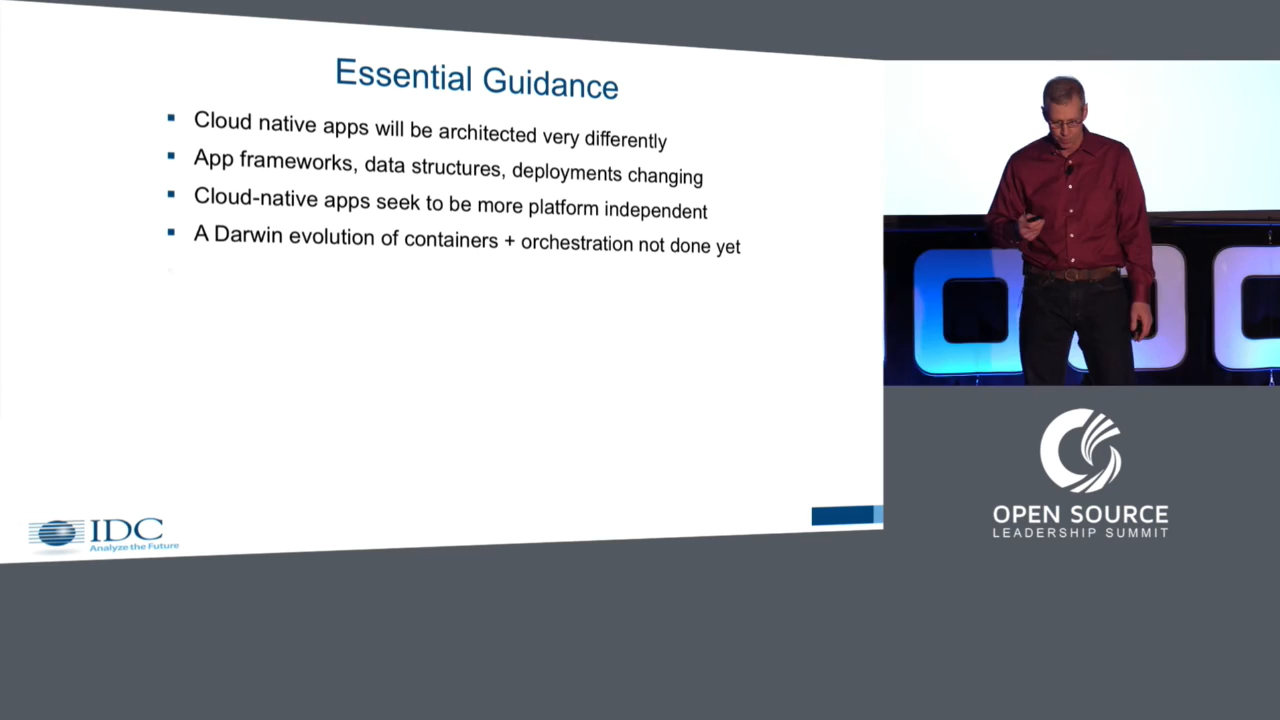 Essential Guidance
Cloud native apps will be architected very differently
App frameworks, data structures, deployments changing
Cloud-native apps seek to be more platform independent
A Darwin evolution of containers + orchestration not done yet
IDC
Analyze the Future
OPEN SOURCE
LEADERSHIP SUMMIT